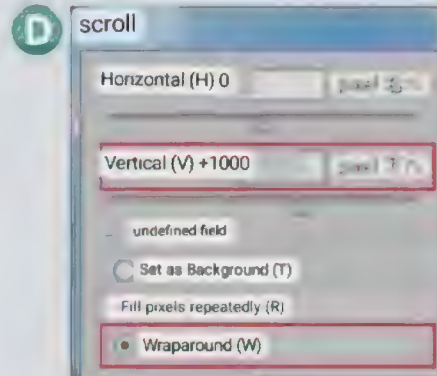 D
scroll
Horizontal (H) 0
Vertical (V) +1000
undefined field
Set as Background (T)
Fill pixels repeatedly (R)
Wraparound (W)